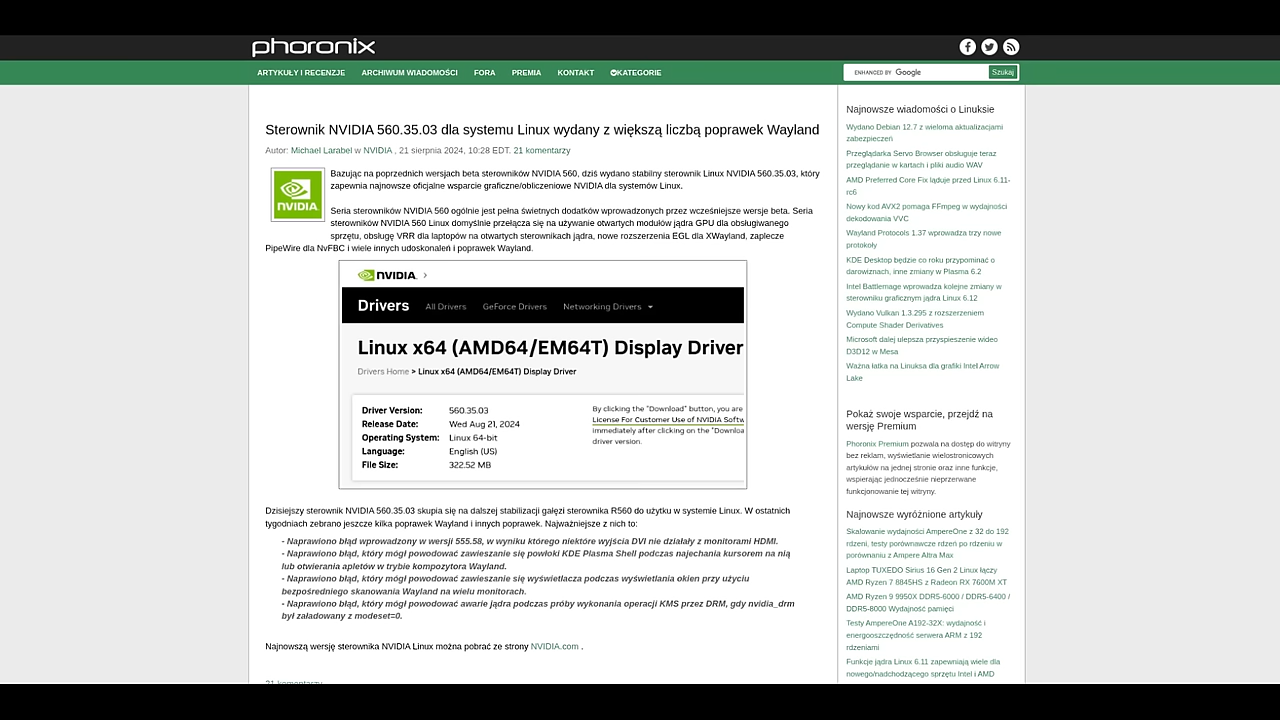 phoronix
ARTYKUŁY I RECENZJE ARCHIWUM WIADOMOŚCI FORA PREMIA KONTAKT KATEGORIE
ENHANCED BY Google Szukaj
Sterownik NVIDIA 560.35.03 dla systemu Linux wydany z większą liczbą poprawek Wayland
Autor: Michael Larabel w NVIDIA , 21 sierpnia 2024, 10:28 EDT. 21 komentarzy
NVIDIA.
Bazując na poprzednich wersjach beta sterowników NVIDIA 560, dziś wydano stabilny sterownik Linux NVIDIA 560.35.03, który
zapewnia najnowsze oficjalne wsparcie graficzne/obliczeniowe NVIDIA dla systemów Linux.
Seria sterowników NVIDIA 560 ogólnie jest pełna świetnych dodatków wprowadzonych przez wcześniejsze wersje beta. Seria
sterowników NVIDIA 560 Linux domyślnie przełącza się na używanie otwartych modułów jądra GPU dla obsługiwanego
sprzętu, obsługę VRR dla laptopów na otwartych sterownikach jądra, nowe rozszerzenia EGL dla XWayland, zaplecze
PipeWire dla NvFBC i wiele innych udoskonaleń i poprawek Wayland.
NVIDIA. >
Drivers All Drivers GeForce Drivers Networking Drivers
Linux x64 (AMD64/EM64T) Display Driver
Drivers Home > Linux x64 (AMD64/EM64T) Display Driver
Driver Version: 560.35.03
Release Date: Wed Aug 21, 2024
Operating System: Linux 64-bit
Language: English (US)
File Size: 322.52 MB
By clicking the "Download" button, you are
License For Customer Use of NVIDIA Softw
immediately after clicking on the "Downloa
driver version.
Dzisiejszy sterownik NVIDIA 560.35.03 skupia się na dalszej stabilizacji gałęzi sterownika R560 do użytku w systemie Linux. W ostatnich
tygodniach zebrano jeszcze kilka poprawek Wayland i innych poprawek. Najważniejsze z nich to:
- Naprawiono błąd wprowadzony w wersji 555.58, w wyniku którego niektóre wyjścia DVI nie działały z monitorami HDMI.
- Naprawiono błąd, który mógł powodować zawieszanie się powłoki KDE Plasma Shell podczas najechania kursorem na nią
lub otwierania apletów w trybie kompozytora Wayland.
- Naprawiono błąd, który mógł powodować zawieszanie się wyświetlacza podczas wyświetlania okien przy użyciu
bezpośredniego skanowania Wayland na wielu monitorach.
- Naprawiono błąd, który mógł powodować awarie jądra podczas próby wykonania operacji KMS przez DRM, gdy nvidia_drm
był załadowany z modeset=0.
Najnowszą wersję sterownika NVIDIA Linux można pobrać ze strony NVIDIA.com .
21 komentarzy
Najnowsze wiadomości o Linuksie
Wydano Debian 12.7 z wieloma aktualizacjami
zabezpieczeń
Przeglądarka Servo Browser obsługuje teraz
przeglądanie w kartach i pliki audio WAV
AMD Preferred Core Fix ląduje przed Linux 6.11-
rc6
Nowy kod AVX2 pomaga FFmpeg w wydajności
dekodowania VVC
Wayland Protocols 1.37 wprowadza trzy nowe
protokoły
KDE Desktop będzie co roku przypominać o
darowiznach, inne zmiany w Plasma 6.2
Intel Battlemage wprowadza kolejne zmiany w
sterowniku graficznym jądra Linux 6.12
Wydano Vulkan 1.3.295 z rozszerzeniem
Compute Shader Derivatives
Microsoft dalej ulepsza przyspieszenie wideo
D3D12 w Mesa
Ważna łatka na Linuksa dla grafiki Intel Arrow
Lake
Pokaż swoje wsparcie, przejdź na
wersję Premium
Phoronix Premium pozwala na dostęp do witryny
bez reklam, wyświetlanie wielostronicowych
artykułów na jednej stronie oraz inne funkcje,
wspierając jednocześnie nieprzerwane
funkcjonowanie tej witryny.
Najnowsze wyróżnione artykuły
Skalowanie wydajności AmpereOne z 32 do 192
rdzeni, testy porównawcze rdzeń po rdzeniu w
porównaniu z Ampere Altra Max
Laptop TUXEDO Sirius 16 Gen 2 Linux łączy
AMD Ryzen 7 8845HS z Radeon RX 7600M XT
AMD Ryzen 9 9950X DDR5-6000 / DDR5-6400 /
DDR5-8000 Wydajność pamięci
Testy AmpereOne A192-32X: wydajność i
energooszczędność serwera ARM z 192
rdzeniami
Funkcje jądra Linux 6.11 zapewniają wiele dla
nowego/nadchodzącego sprzętu Intel i AMD